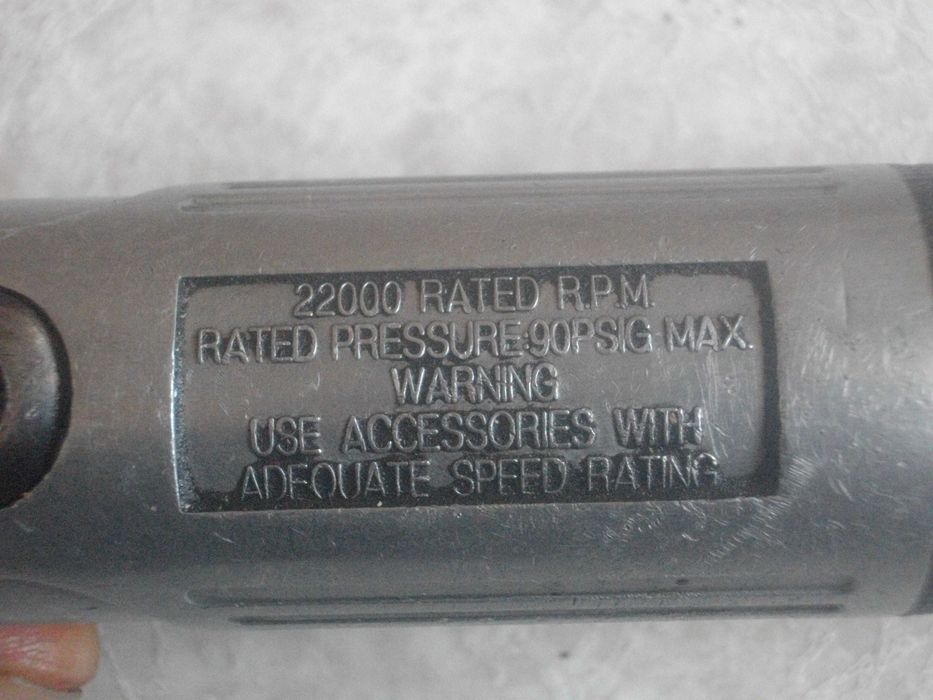 22000 RATED R.P.M.
RATED PRESSURE:90PSIG MAX.
WARNING
USE ACCESSORIES WITH
ADEQUATE SPEED RATING